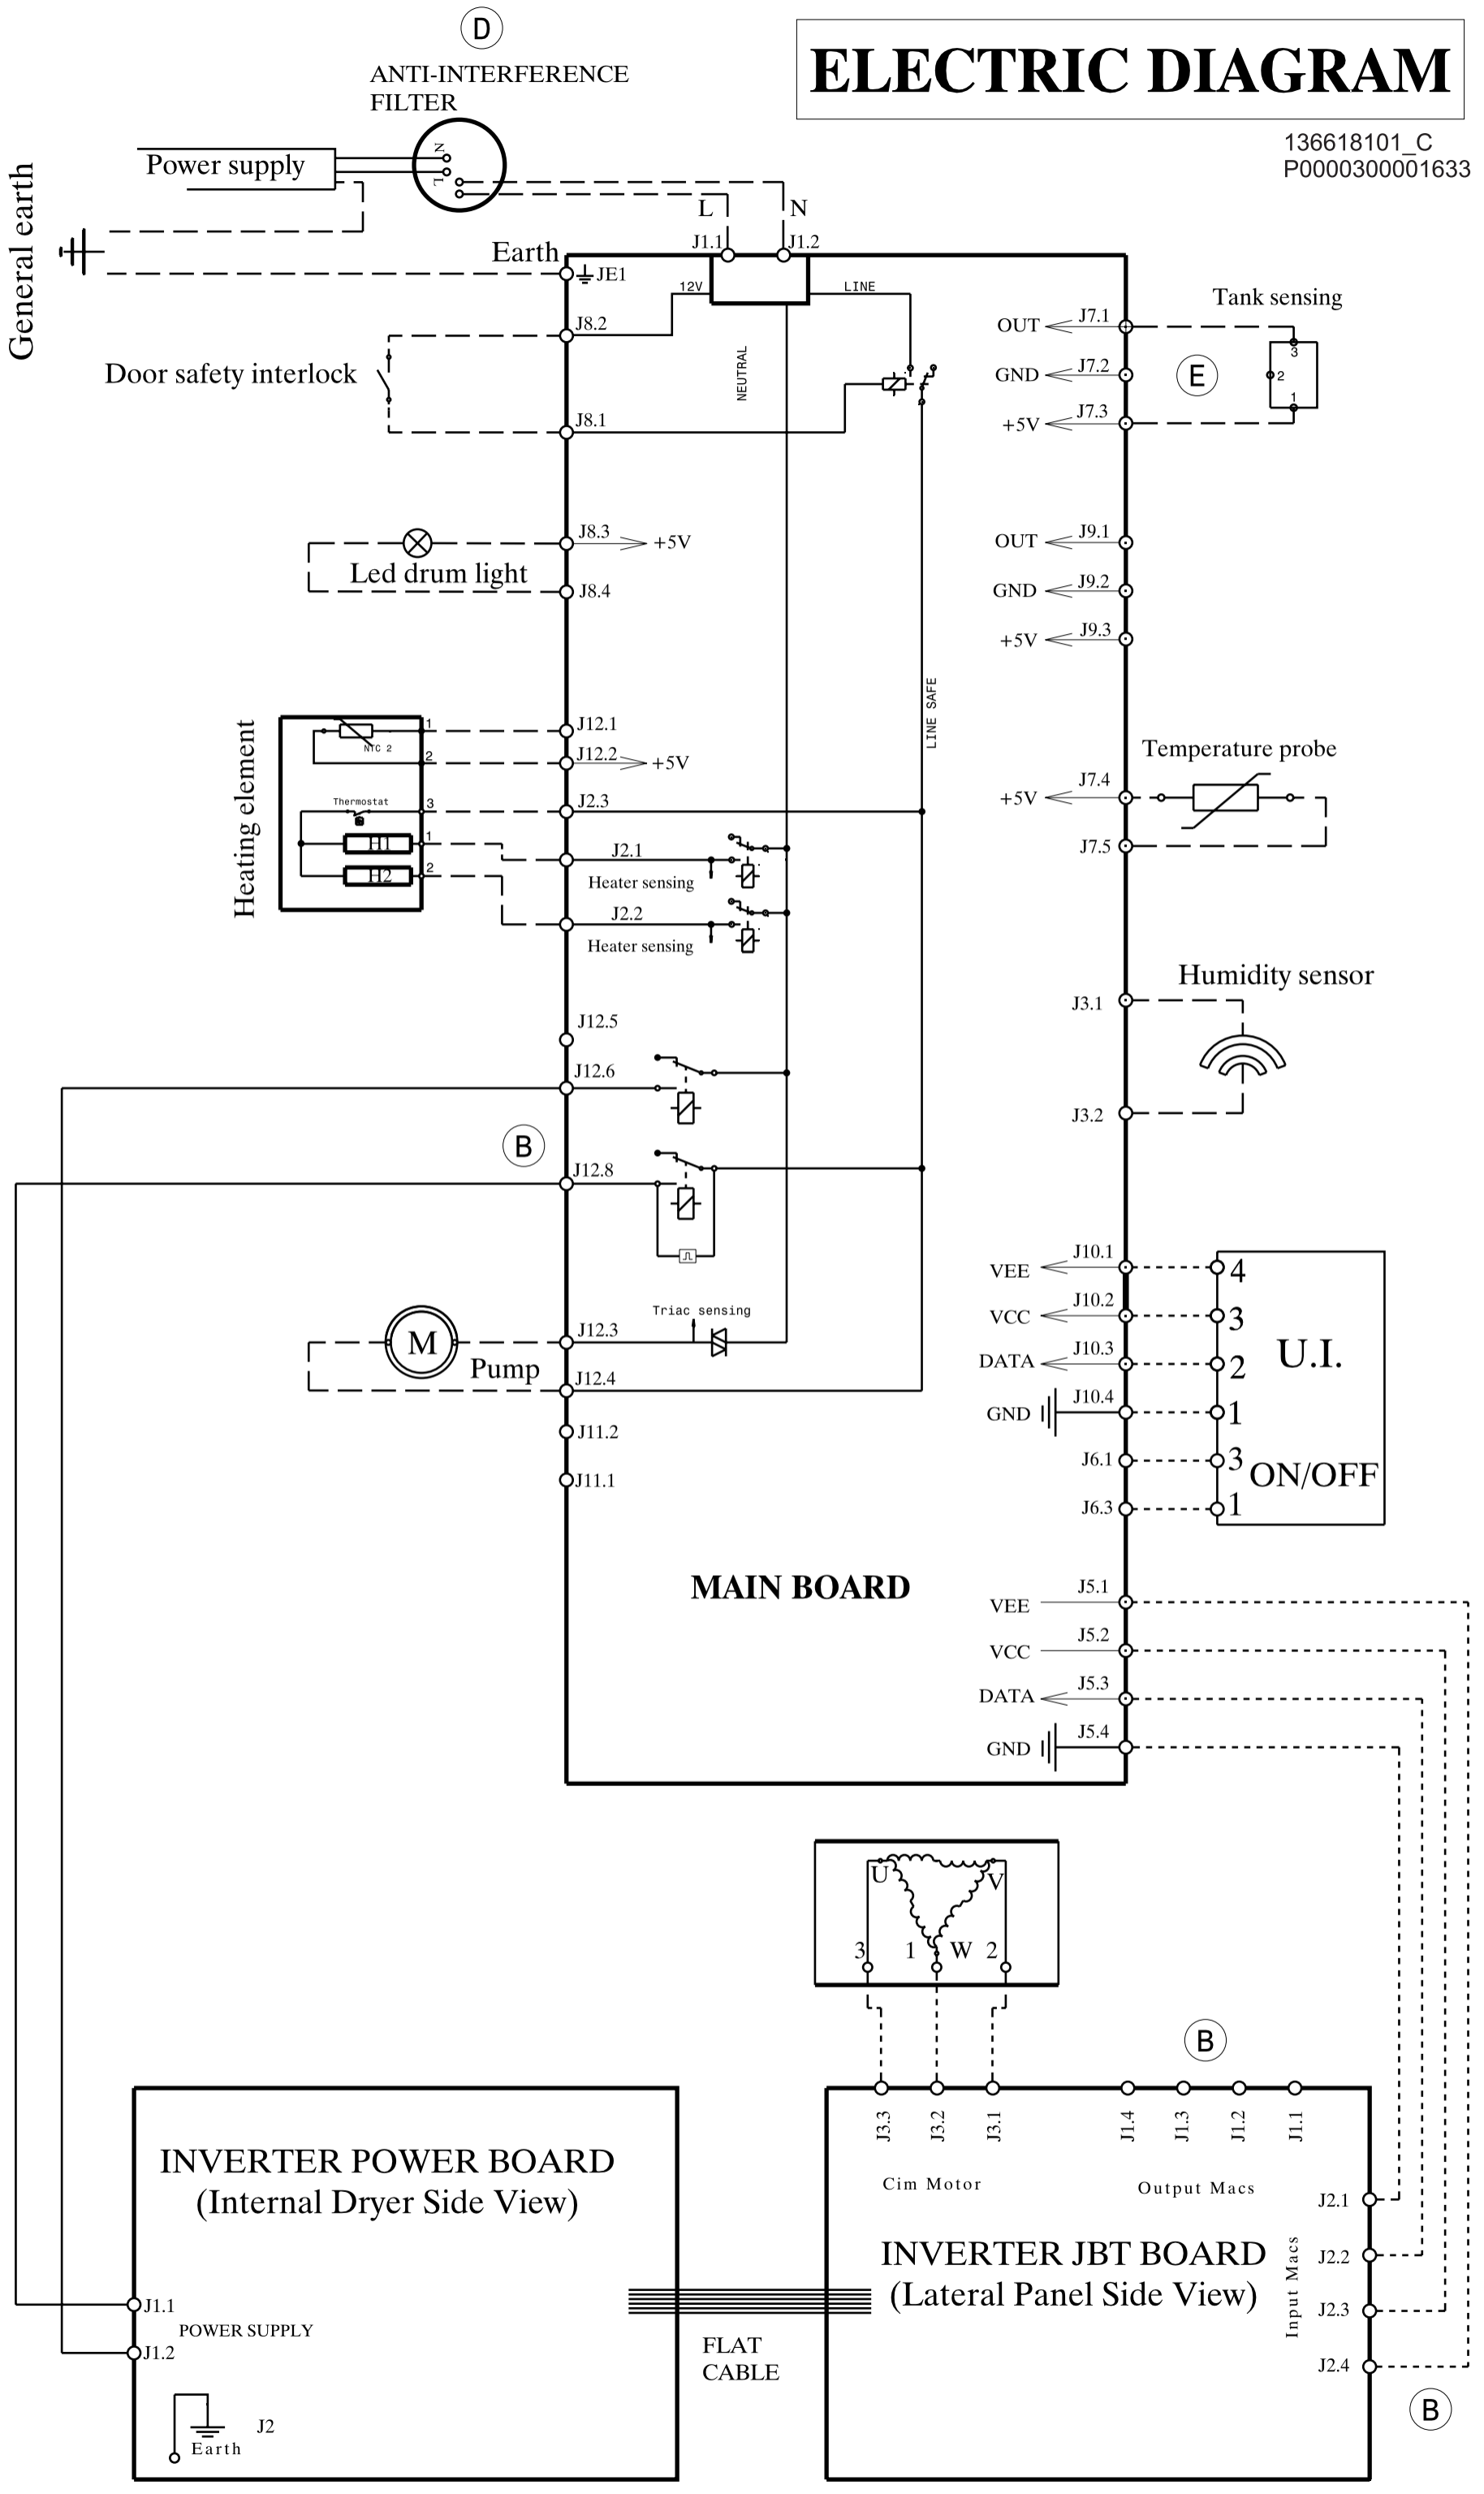 D
ANTI-INTERFERENCE
FILTER
ELECTRIC DIAGRAM
136618101_C
P0000300001633
General earth
Power supply
N
L
L
N
J1.1
J1.2
Earth
JE1
12V
LINE
J8.2
NEUTRAL
Door safety interlock
J8.1
OUT
J7.1
Tank sensing
GND
J7.2
E
3
2
1
+5V
J7.3
J8.3
+5V
Led drum light
J8.4
OUT
J9.1
GND
J9.2
+5V
J9.3
LINE SAFE
Heating element
NTC 2
1
2
Thermostat
3
H1
1
H2
2
J12.1
J12.2
+5V
J2.3
J2.1
Heater sensing
J2.2
Heater sensing
Temperature probe
+5V
J7.4
J7.5
Humidity sensor
J3.1
J3.2
J12.5
J12.6
B
J12.8
Triac sensing
M
Pump
J12.3
J12.4
J11.2
J11.1
VEE
J10.1
4
VCC
J10.2
3
DATA
J10.3
2
U.I.
GND
J10.4
1
J6.1
3
ON/OFF
J6.3
1
MAIN BOARD
VEE
J5.1
VCC
J5.2
DATA
J5.3
GND
J5.4
U
V
3
1
W
2
B
INVERTER POWER BOARD
(Internal Dryer Side View)
J1.1
POWER SUPPLY
J1.2
J2
Earth
FLAT
CABLE
J3.3
J3.2
J3.1
J1.4
J1.3
J1.2
J1.1
Cim Motor
Output Macs
INVERTER JBT BOARD
(Lateral Panel Side View)
Input Macs
J2.1
J2.2
J2.3
J2.4
B